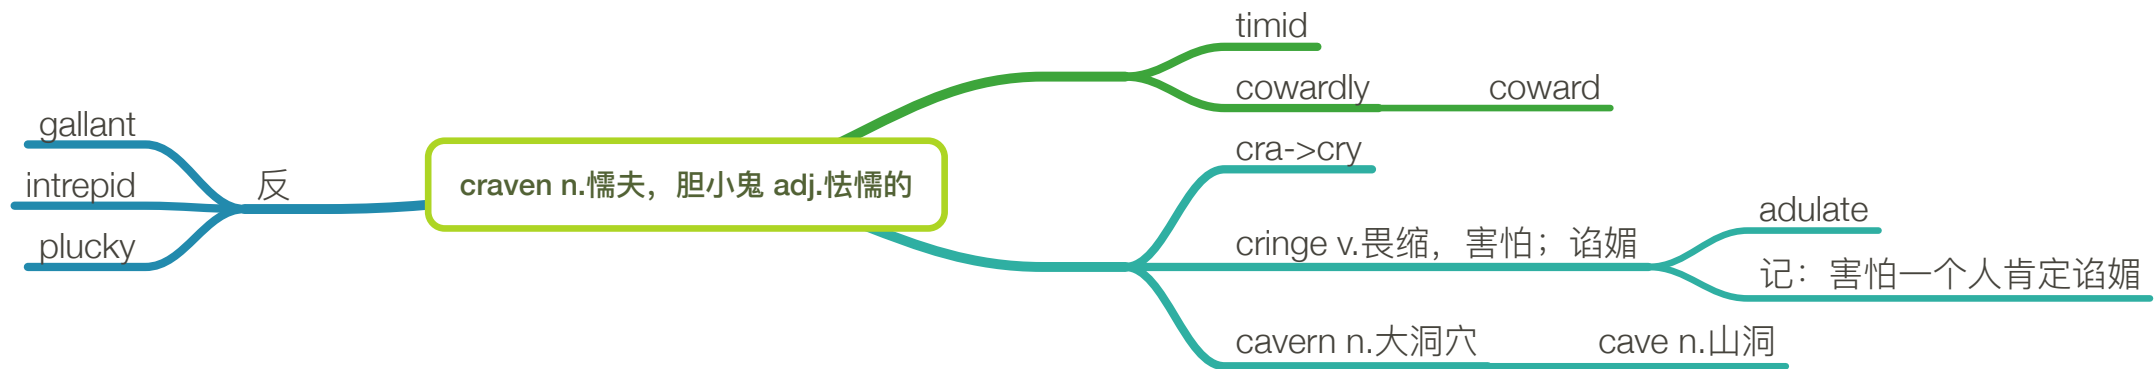 timid
cowardly
coward
gallant
intrepid
plucky
反
craven n.懦夫，胆小鬼 adj.怯懦的
cra->cry
cringe v.畏缩，害怕；谄媚
adulate
记：害怕一个人肯定谄媚
cavern n.大洞穴
cave n.山洞